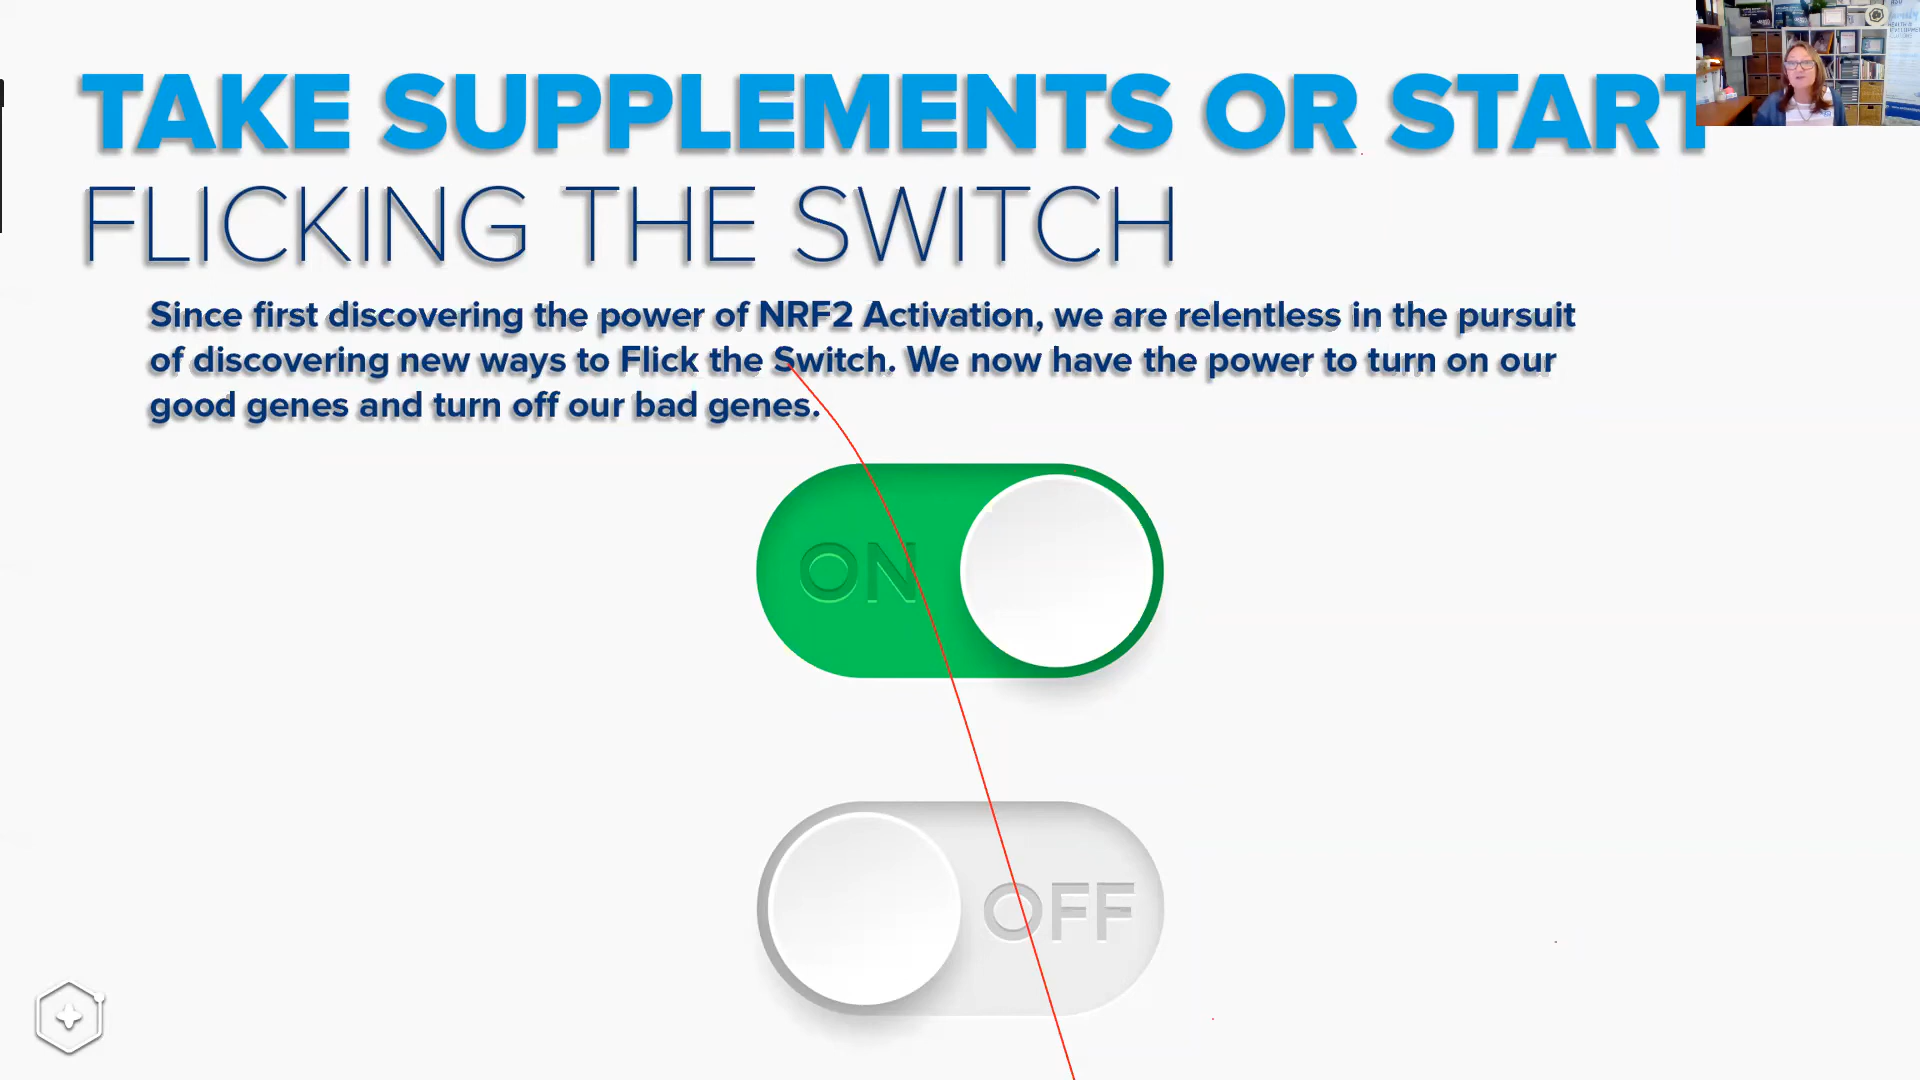 TAKE SUPPLEMENTS OR START
FLICKING THE SWITCH
Since first discovering the power of NRF2 Activation, we are relentless in the pursuit
of discovering new ways to Flick the Switch. We now have the power to turn on our
good genes and turn off our bad genes.
ON
OFF